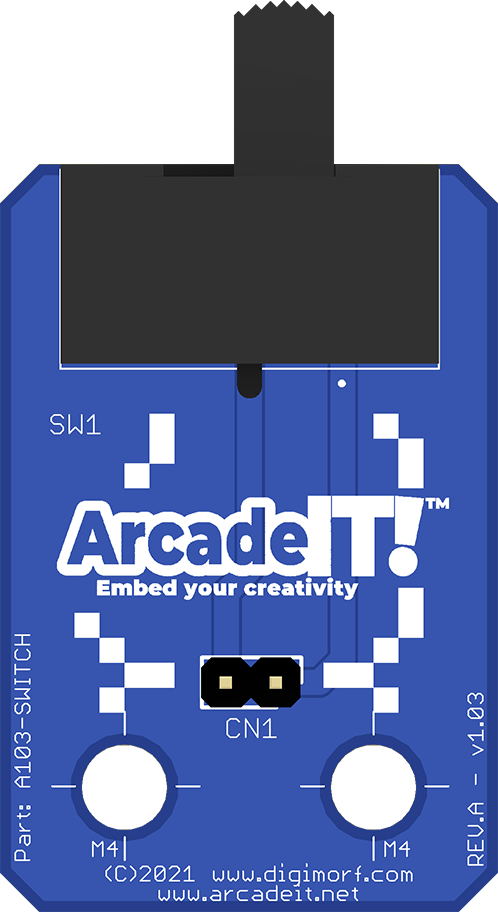 SW1
ArcadeIT!™
Embed your creativity
CN1
Part: A103-SWITCH
REV.A - v1.03
M4
M4
(C)2021 www.digimorf.com
www.arcadeit.net